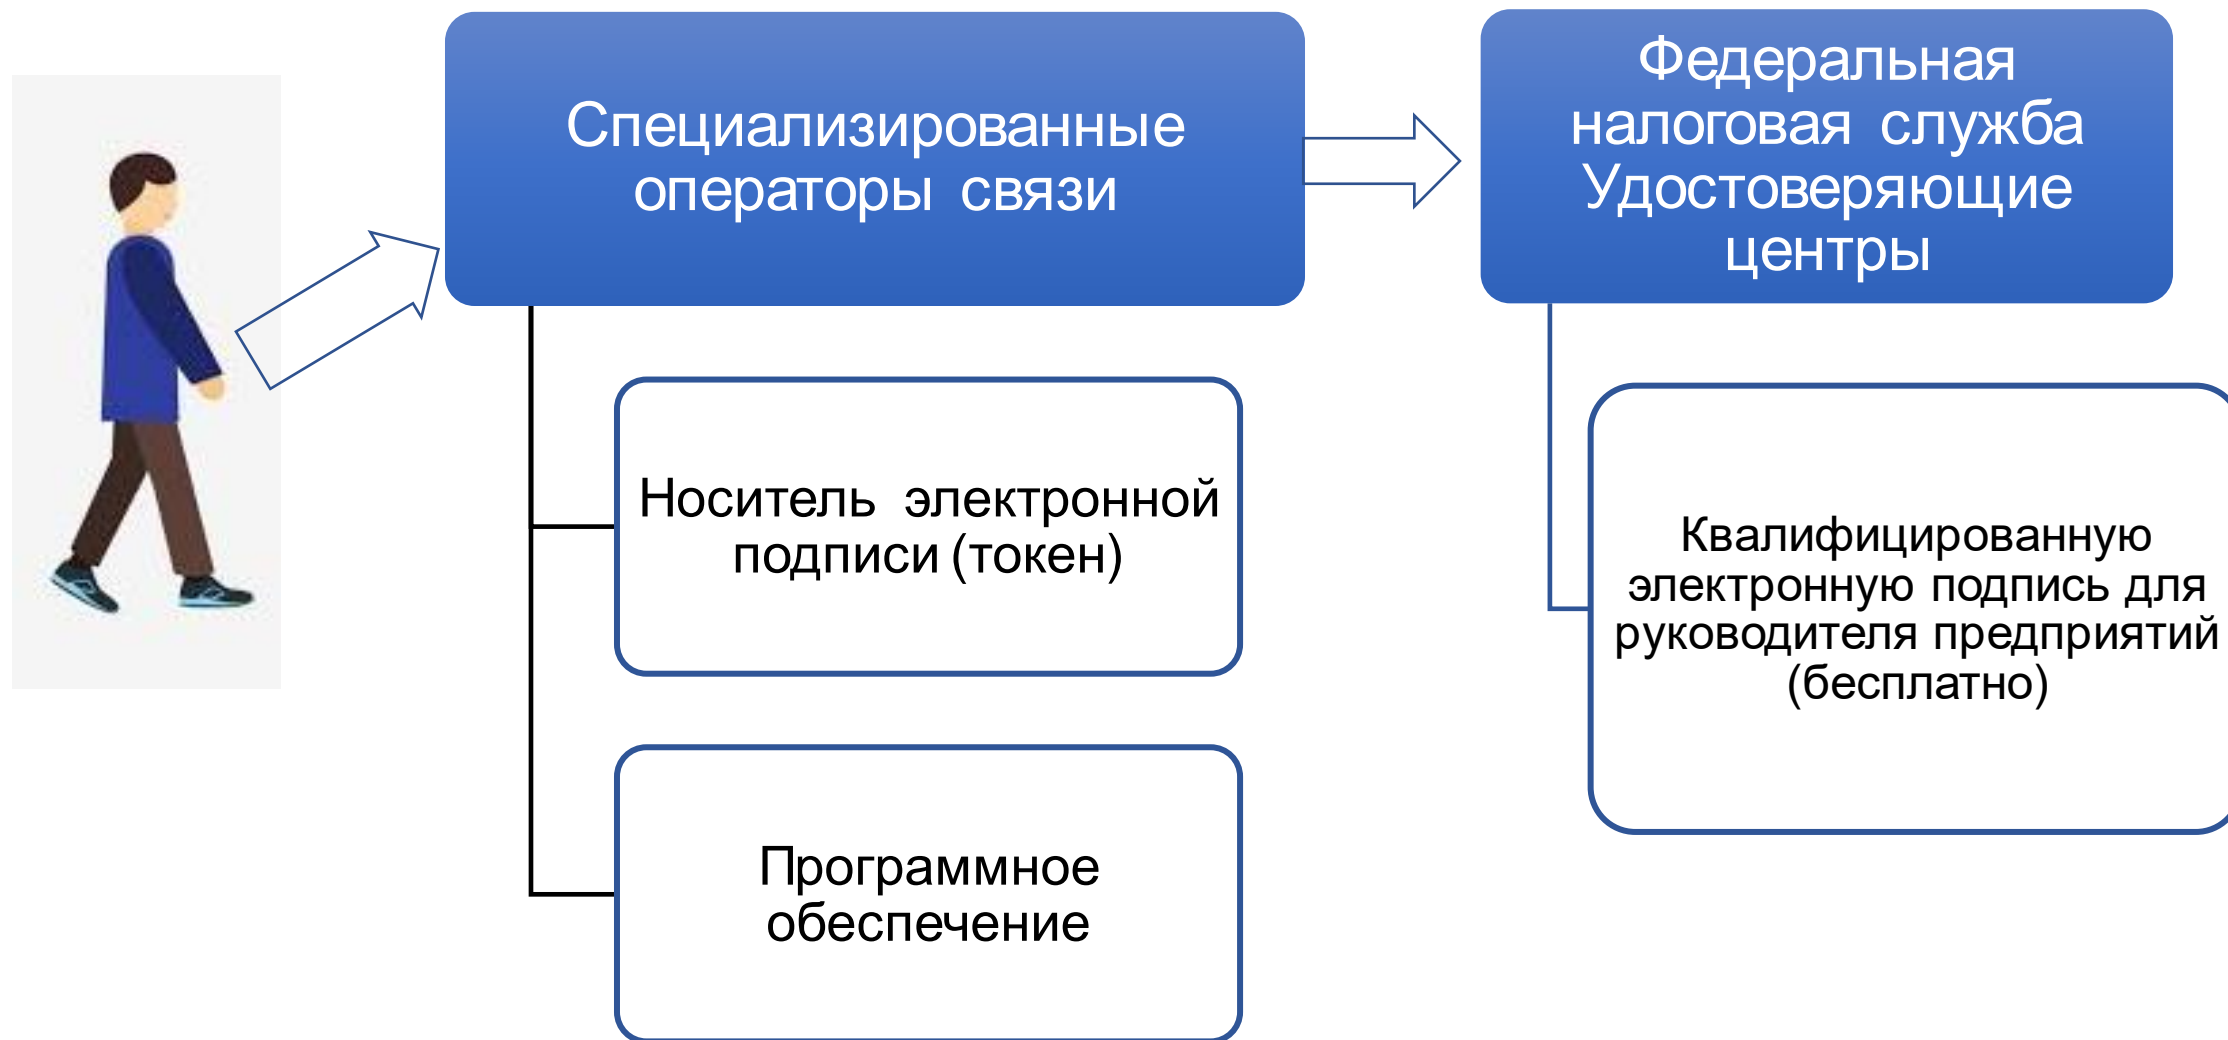 Специализированные
операторы связи
Федеральная
налоговая служба
Удостоверяющие
центры
Носитель электронной
подписи (токен)
Программное
обеспечение
Квалифицированную
электронную подпись для
руководителя предприятий
(бесплатно)